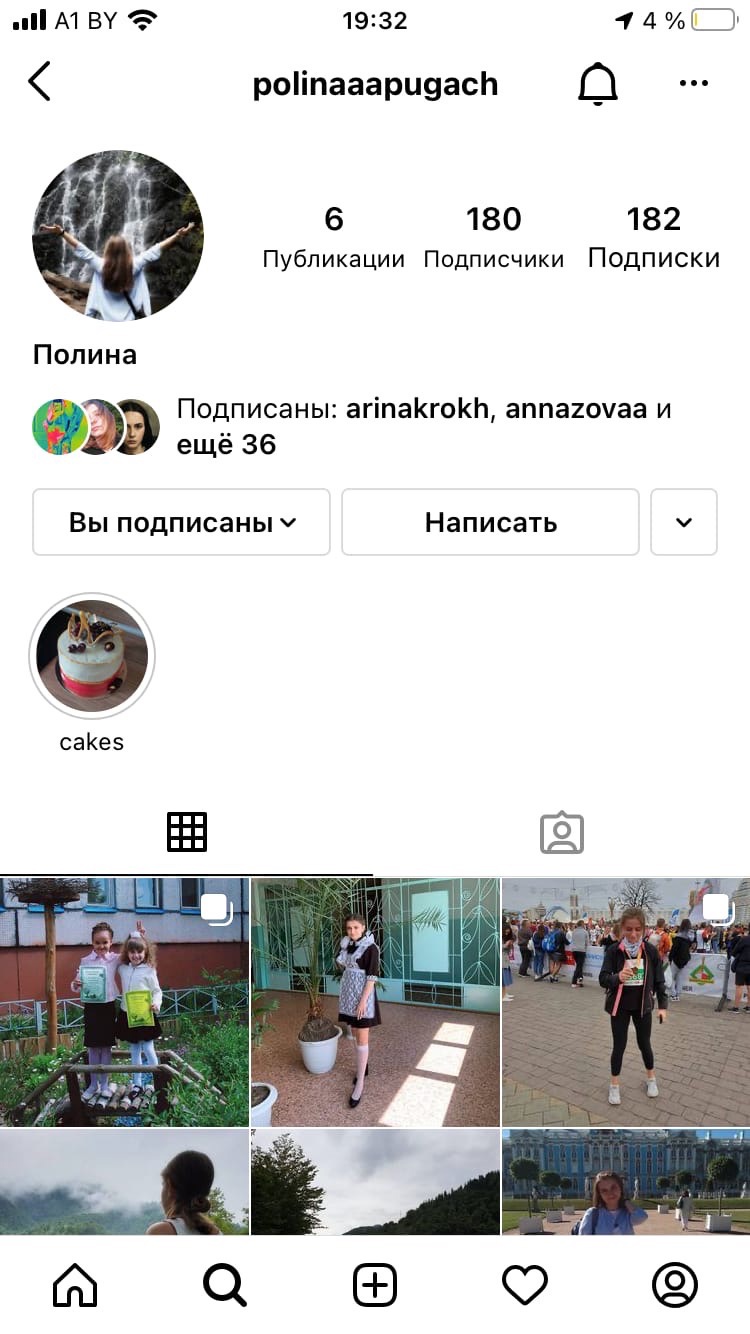 A1 BY 19:32 4 %
polinaaapugach
6 180 182
Публикации Подписчики Подписки
Полина
Подписаны: arinakrokh, annazovaa и
ещё 36
Вы подписаны Написать
cakes